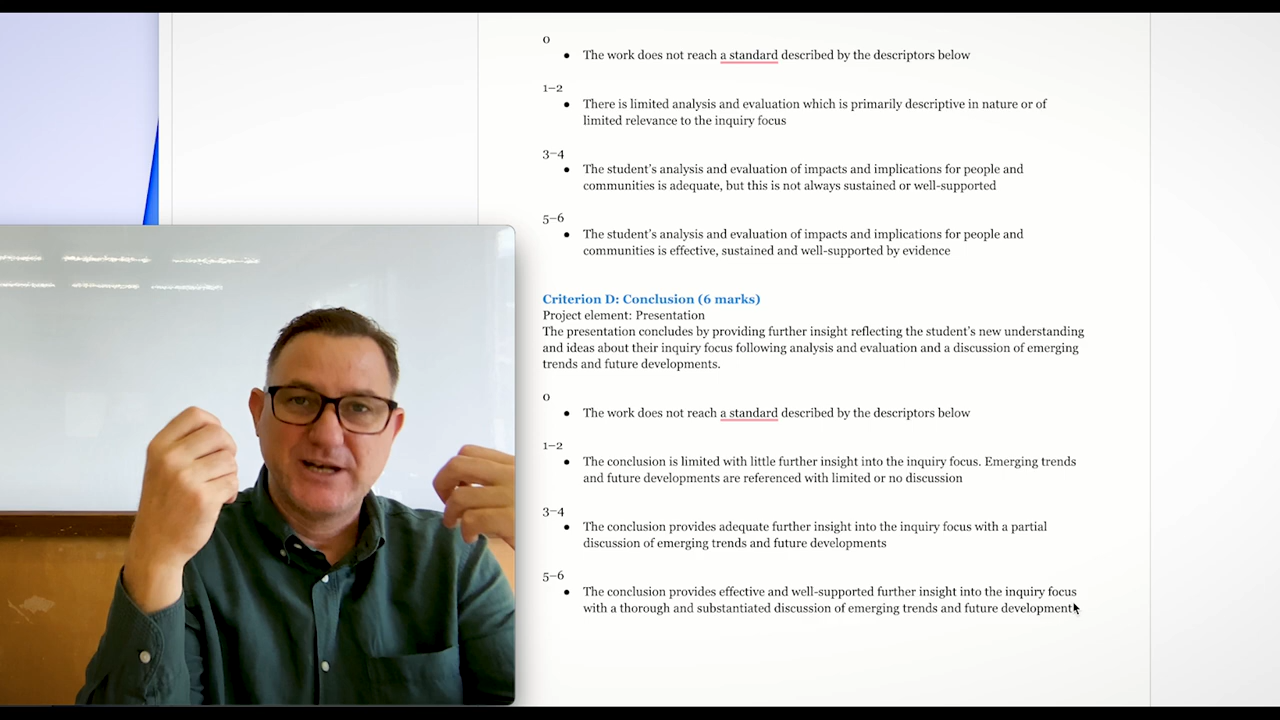 0
● The work does not reach a standard described by the descriptors below
1–2
● There is limited analysis and evaluation which is primarily descriptive in nature or of
limited relevance to the inquiry focus
3–4
● The student's analysis and evaluation of impacts and implications for people and
communities is adequate, but this is not always sustained or well-supported
5–6
● The student's analysis and evaluation of impacts and implications for people and
communities is effective, sustained and well-supported by evidence
Criterion D: Conclusion (6 marks)
Project element: Presentation
The presentation concludes by providing further insight reflecting the student's new understanding
and ideas about their inquiry focus following analysis and evaluation and a discussion of emerging
trends and future developments.
0
● The work does not reach a standard described by the descriptors below
1–2
● The conclusion is limited with little further insight into the inquiry focus. Emerging trends
and future developments are referenced with limited or no discussion
3–4
● The conclusion provides adequate further insight into the inquiry focus with a partial
discussion of emerging trends and future developments
5–6
● The conclusion provides effective and well-supported further insight into the inquiry focus
with a thorough and substantiated discussion of emerging trends and future development